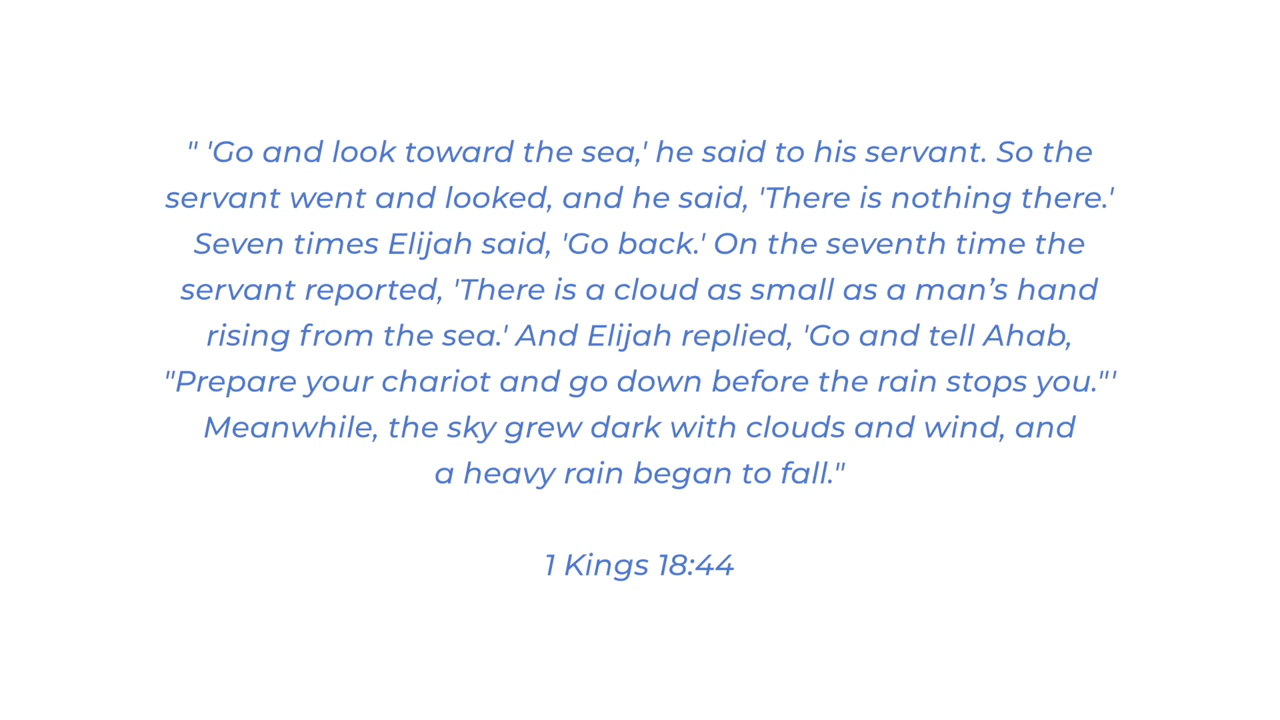 " 'Go and look toward the sea,' he said to his servant. So the
servant went and looked, and he said, 'There is nothing there.'
Seven times Elijah said, 'Go back.' On the seventh time the
servant reported, 'There is a cloud as small as a man’s hand
rising from the sea.' And Elijah replied, 'Go and tell Ahab,
"Prepare your chariot and go down before the rain stops you."'
Meanwhile, the sky grew dark with clouds and wind, and
a heavy rain began to fall."
1 Kings 18:44